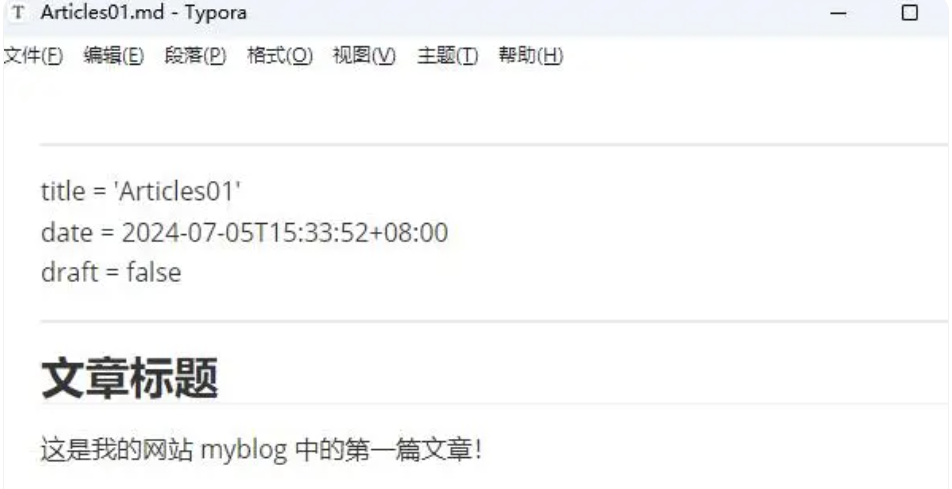 T Articles01.md - Typora
文件(F) 编辑(E) 段落(P) 格式(O) 视图(V) 主题(T) 帮助(H)
title = 'Articles01'
date = 2024-07-05T15:33:52+08:00
draft = false
文章标题
这是我的网站 myblog 中的第一篇文章!